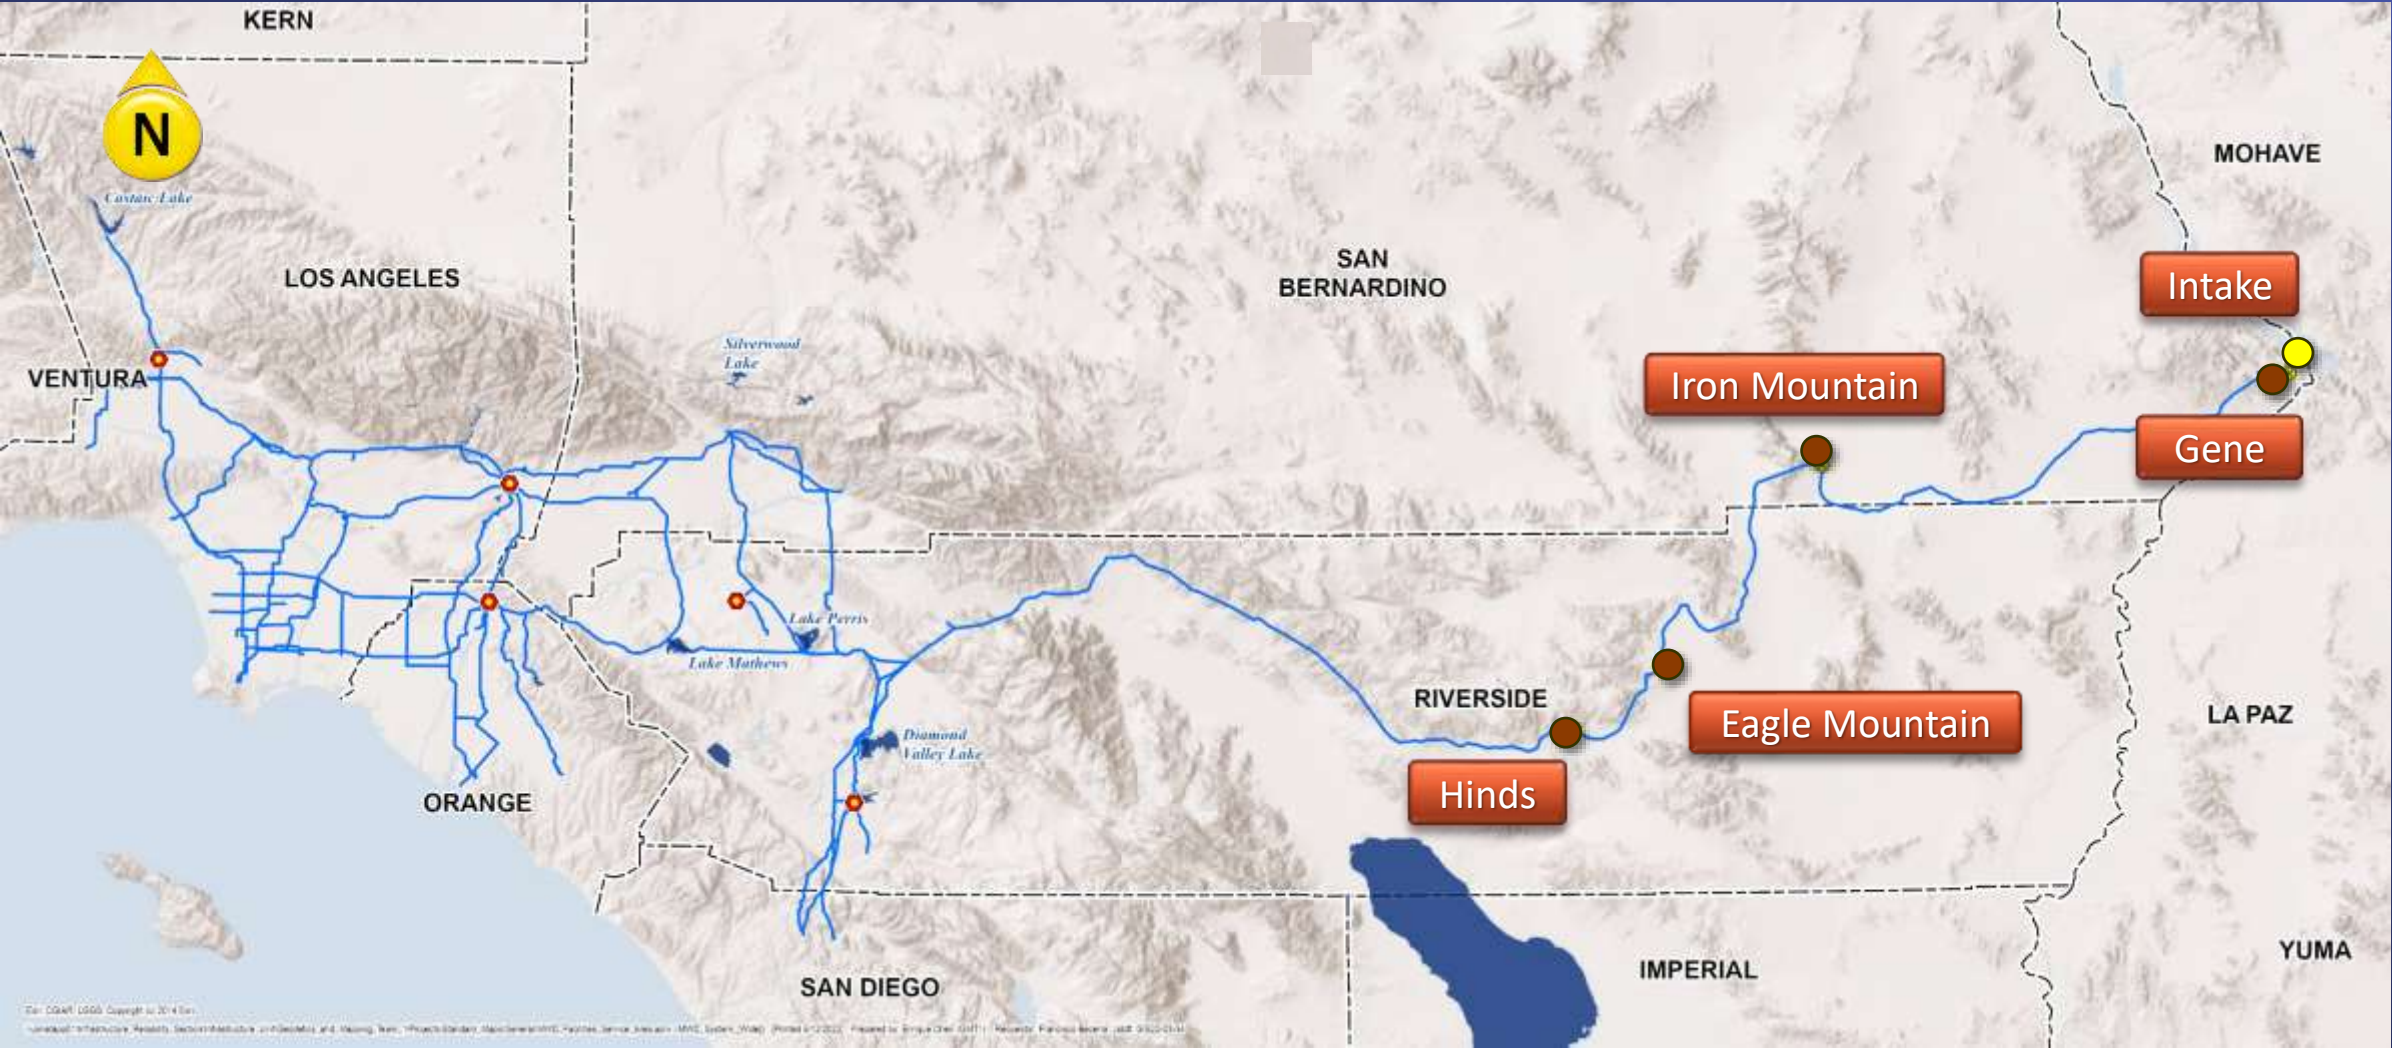 KERN
N
MOHAVE
Castaic Lake
LOS ANGELES
SAN
BERNARDINO
Intake
Silverwood
Lake
VENTURA
Iron Mountain
Gene
Lake Perris
Lake Mathews
RIVERSIDE
Eagle Mountain
LA PAZ
Diamond
Valley Lake
Hinds
ORANGE
YUMA
IMPERIAL
SAN DIEGO